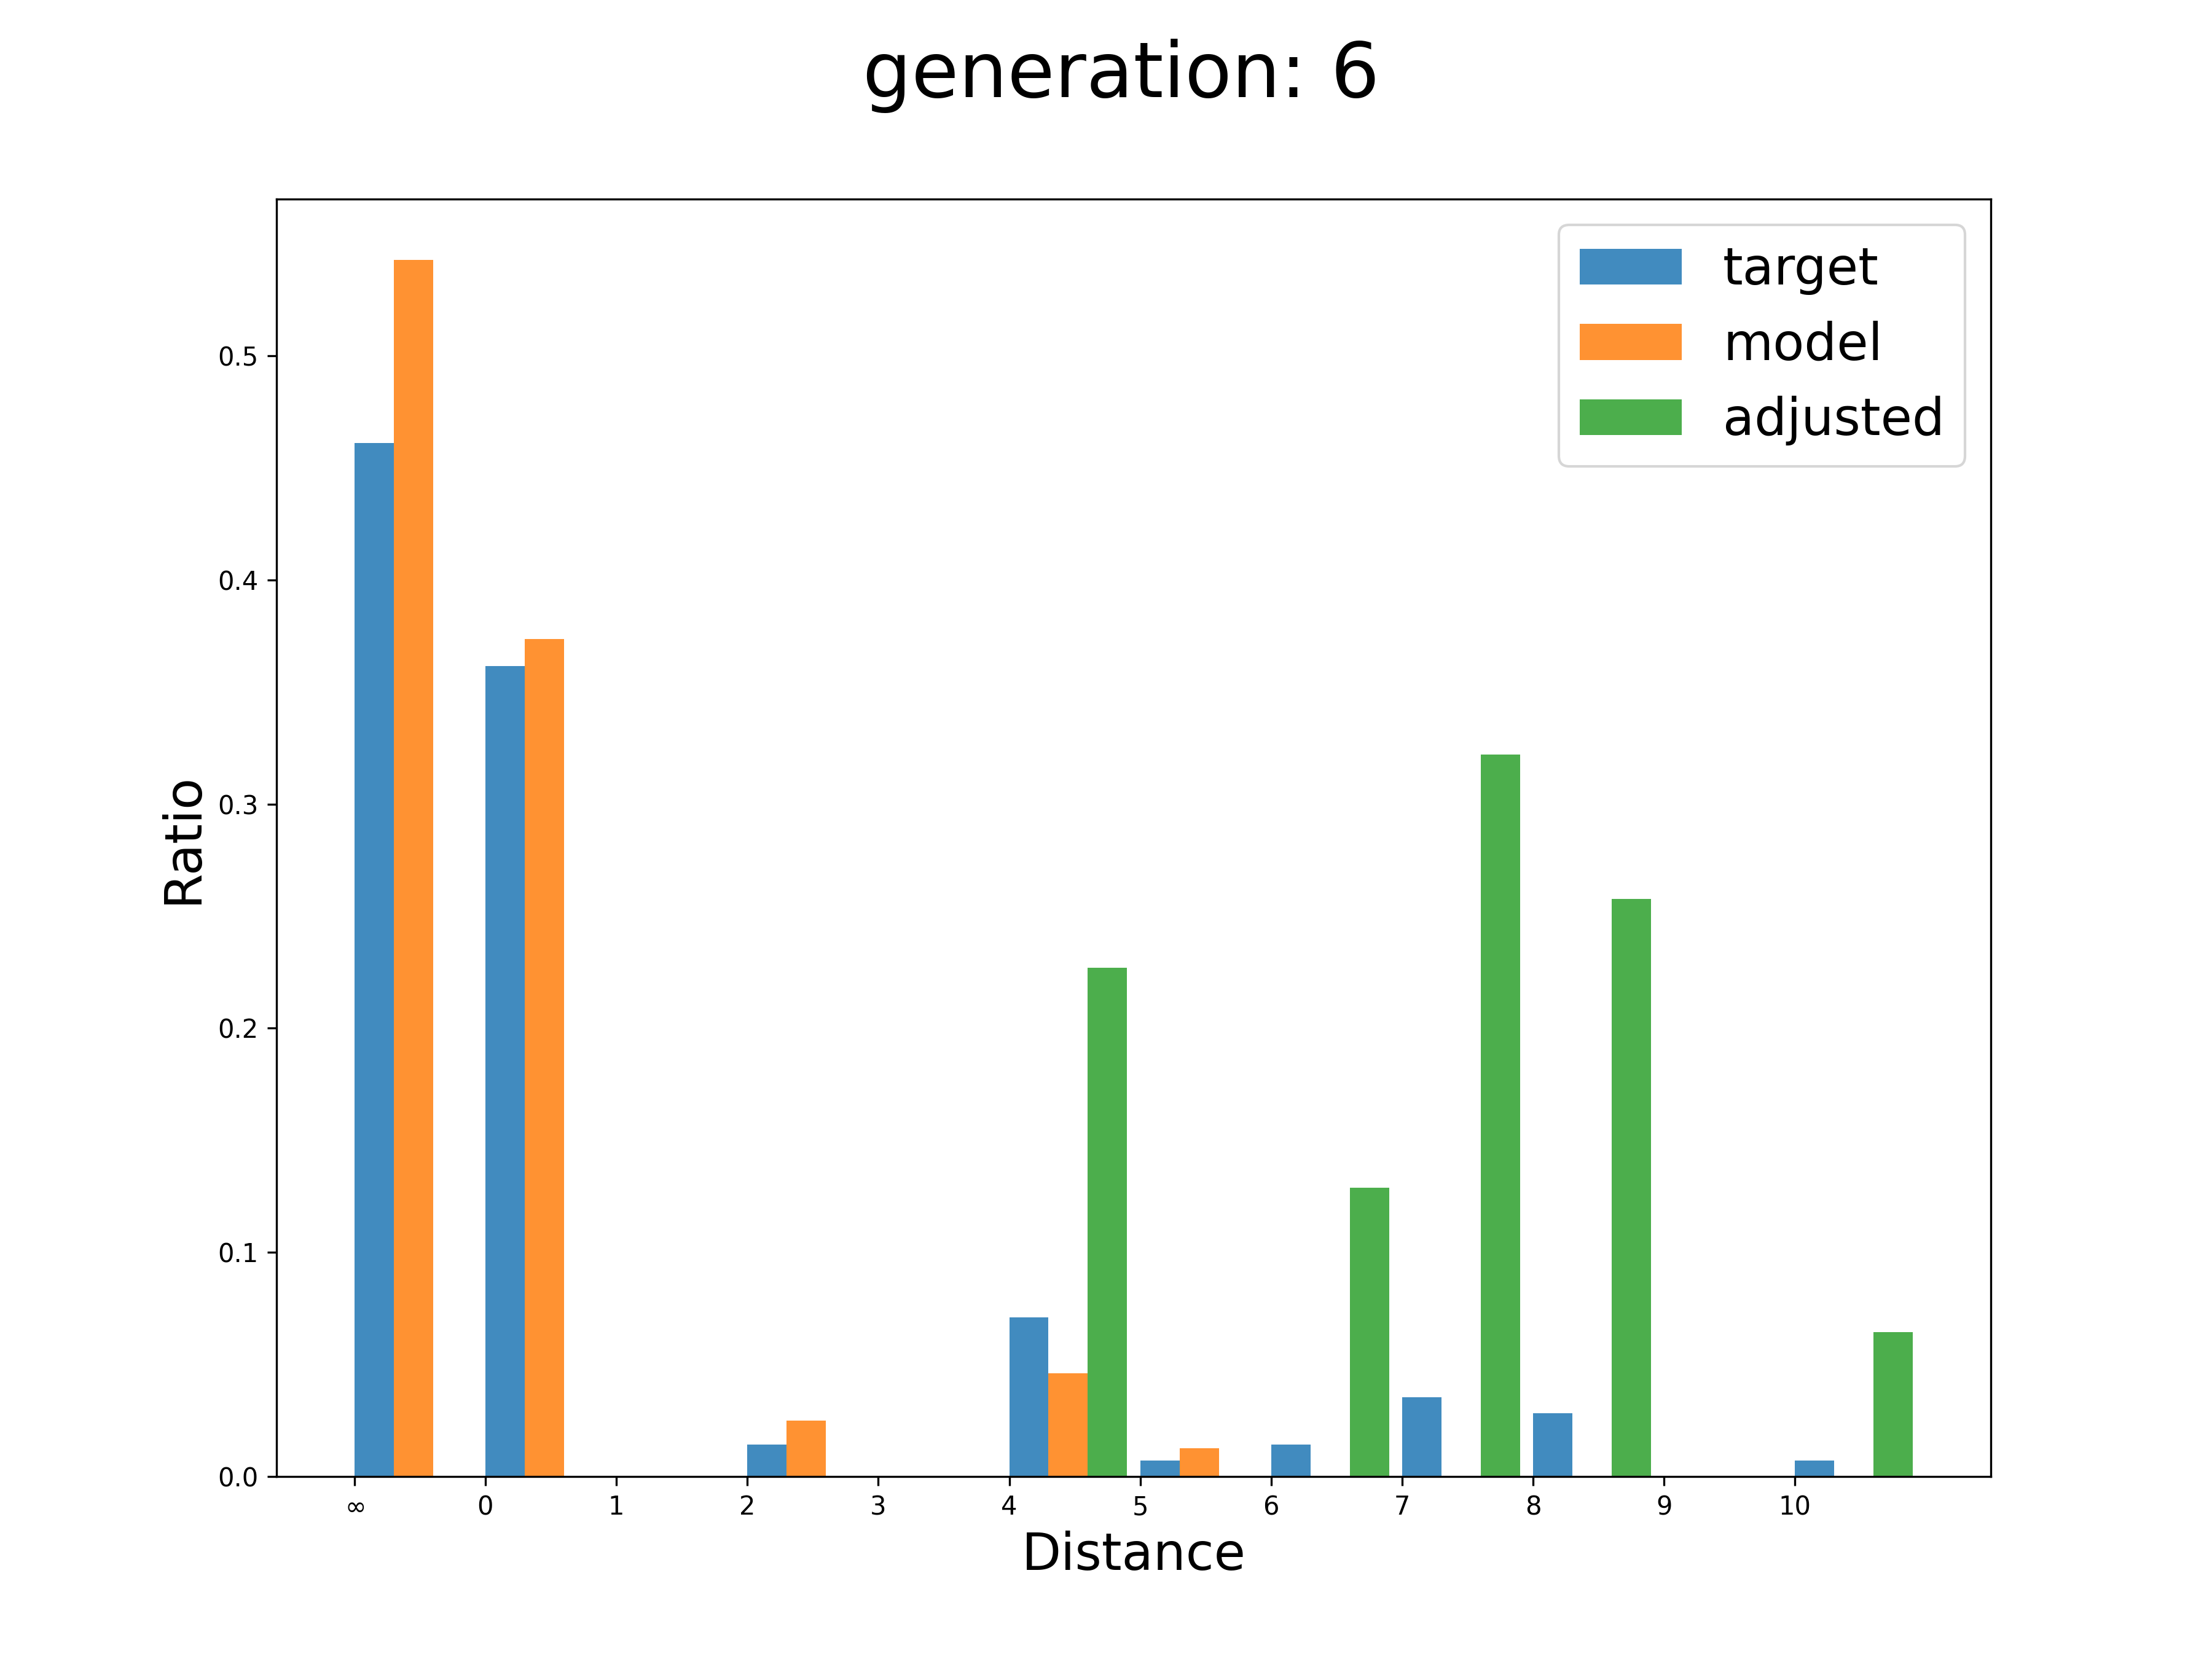 generation: 6
target
model
adjusted
Ratio
0.5
0.4
0.3
0.2
0.1
0.0
∞ 0 1 2 3 4 5 6 7 8 9 10
Distance